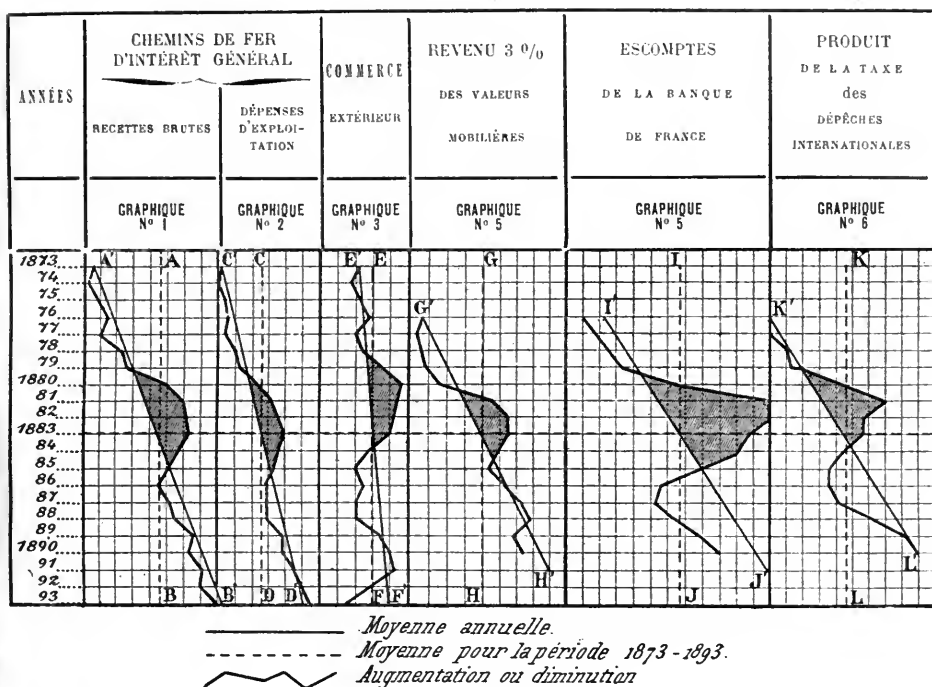 ANNÉES
CHEMINS DE FER
D'INTÉRÊT GÉNÉRAL
RECETTES BRUTES
DÉPENSES
D'EXPLOI-
TATION
COMMERCE
EXTÉRIEUR
REVENU 3 %
DES VALEURS
MOBILIÈRES
ESCOMPTES
DE LA BANQUE
DE FRANCE
PRODUIT
DE LA TAXE
des
DÉPÊCHES
INTERNATIONALES
GRAPHIQUE
Nº 1
GRAPHIQUE
Nº 2
GRAPHIQUE
Nº 3
GRAPHIQUE
Nº 5
GRAPHIQUE
Nº 5
GRAPHIQUE
Nº 6
1873 A' A C' C E' E G I K
74
75
76 G' I' K'
77
78
79
1880
81
82
1883
84
85
86
87
88
89
1890 L'
91 H' J'
92
93 B B' D D' F F' H J L
Moyenne annuelle.
Moyenne pour la période 1873-1893.
Augmentation ou diminution